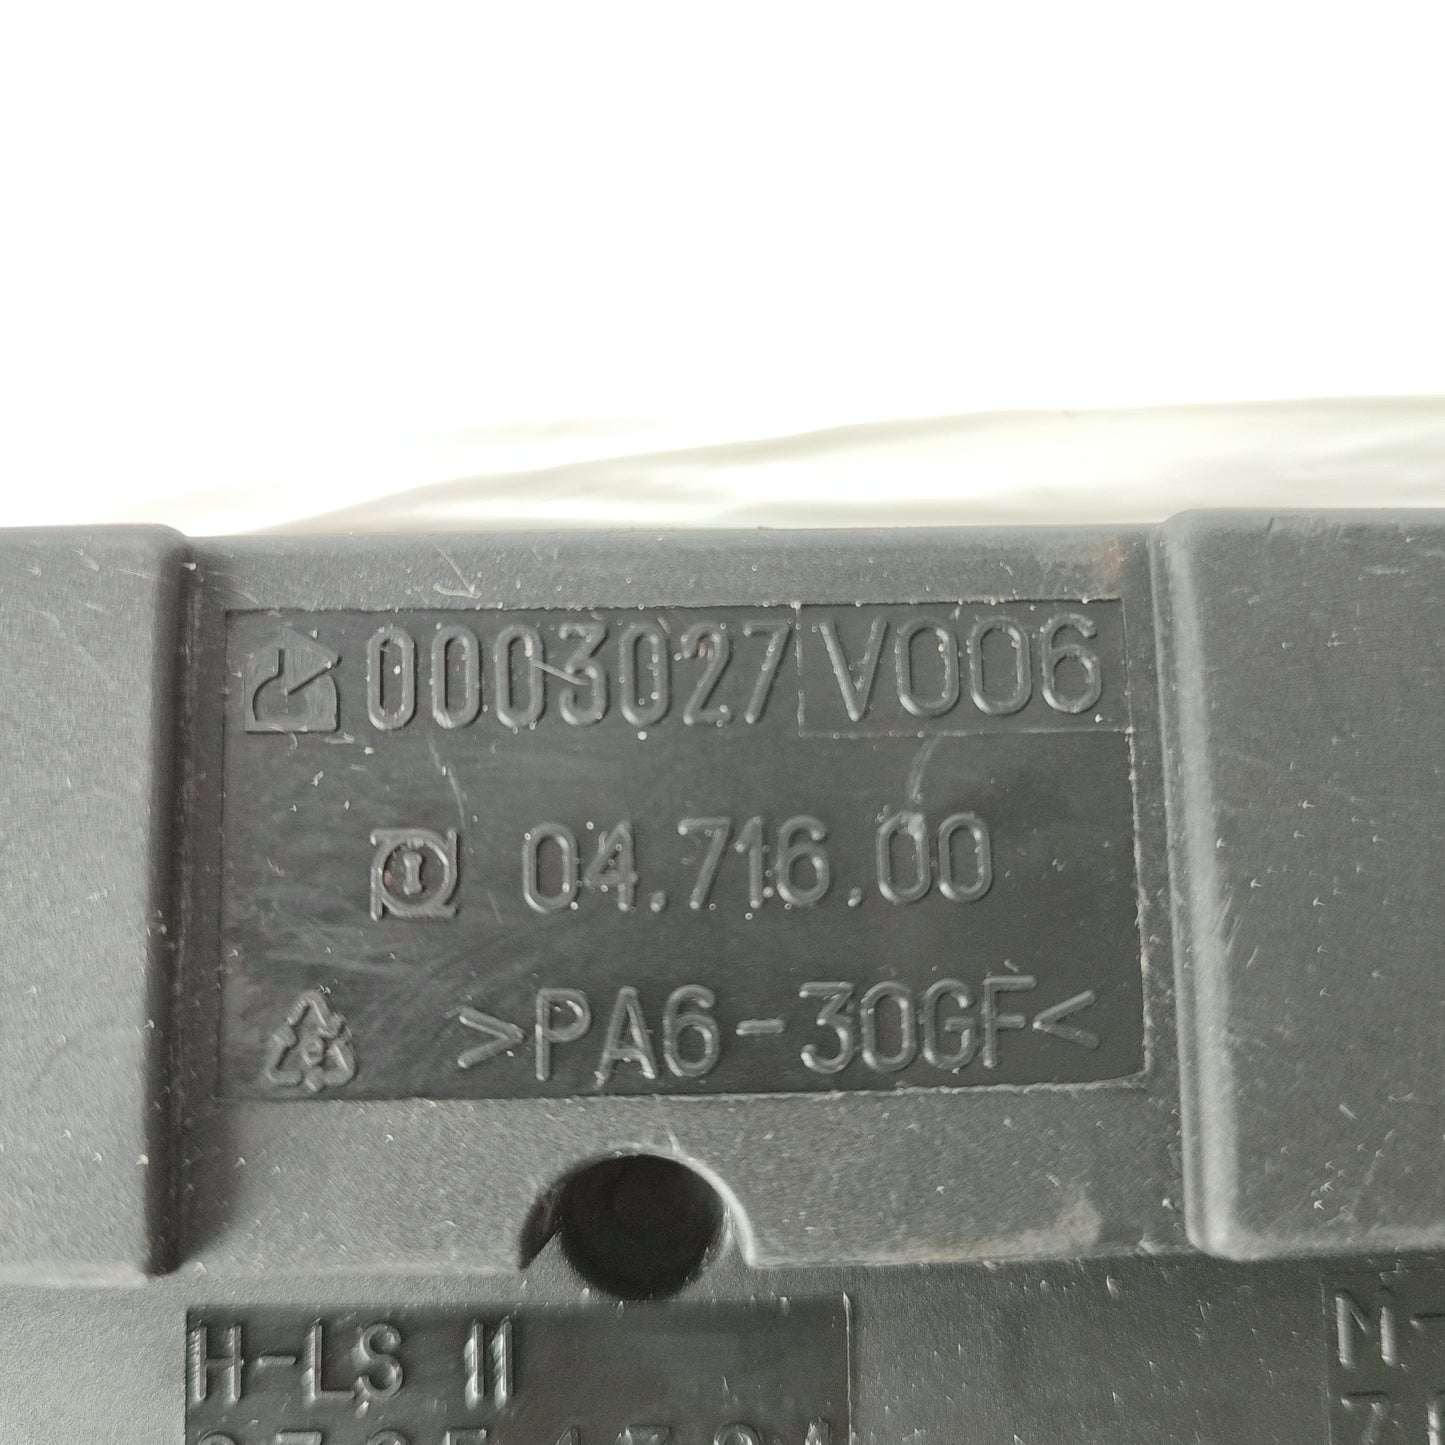 0003027 V006
04.716.00
>PA6-30GF<
H-LS II
M-